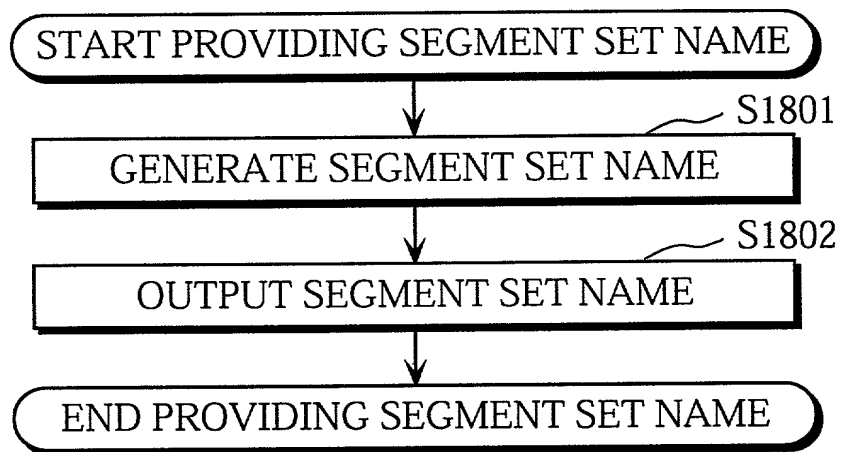 START PROVIDING SEGMENT SET NAME
S1801
GENERATE SEGMENT SET NAME
S1802
OUTPUT SEGMENT SET NAME
END PROVIDING SEGMENT SET NAME